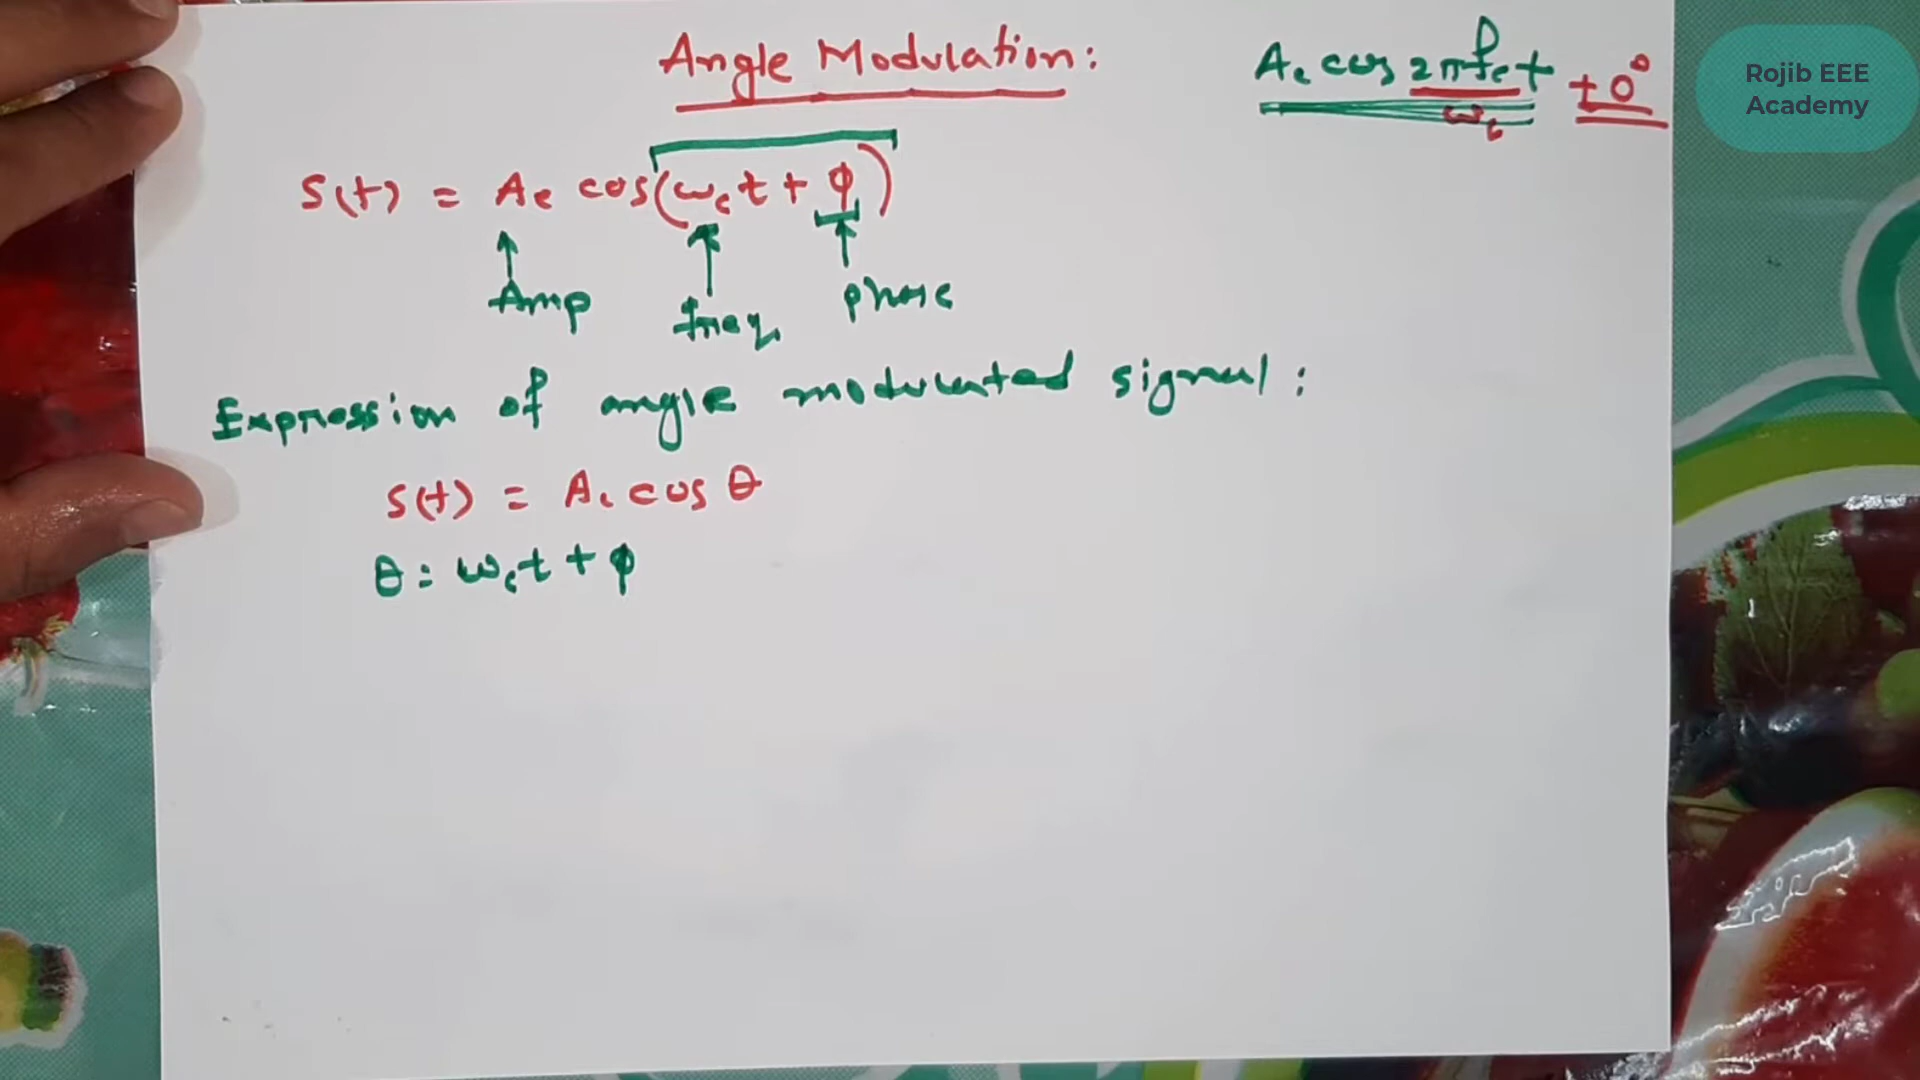 Angle Modulation:
Ac cos 2πfct + 0°
ωc
Rojib EEE
Academy
S(t) = Ac cos(ωct + φ)
Amp freq. phase
Expression of angle modulated signal:
S(t) = Ac cos θ
θ = ωct + φ